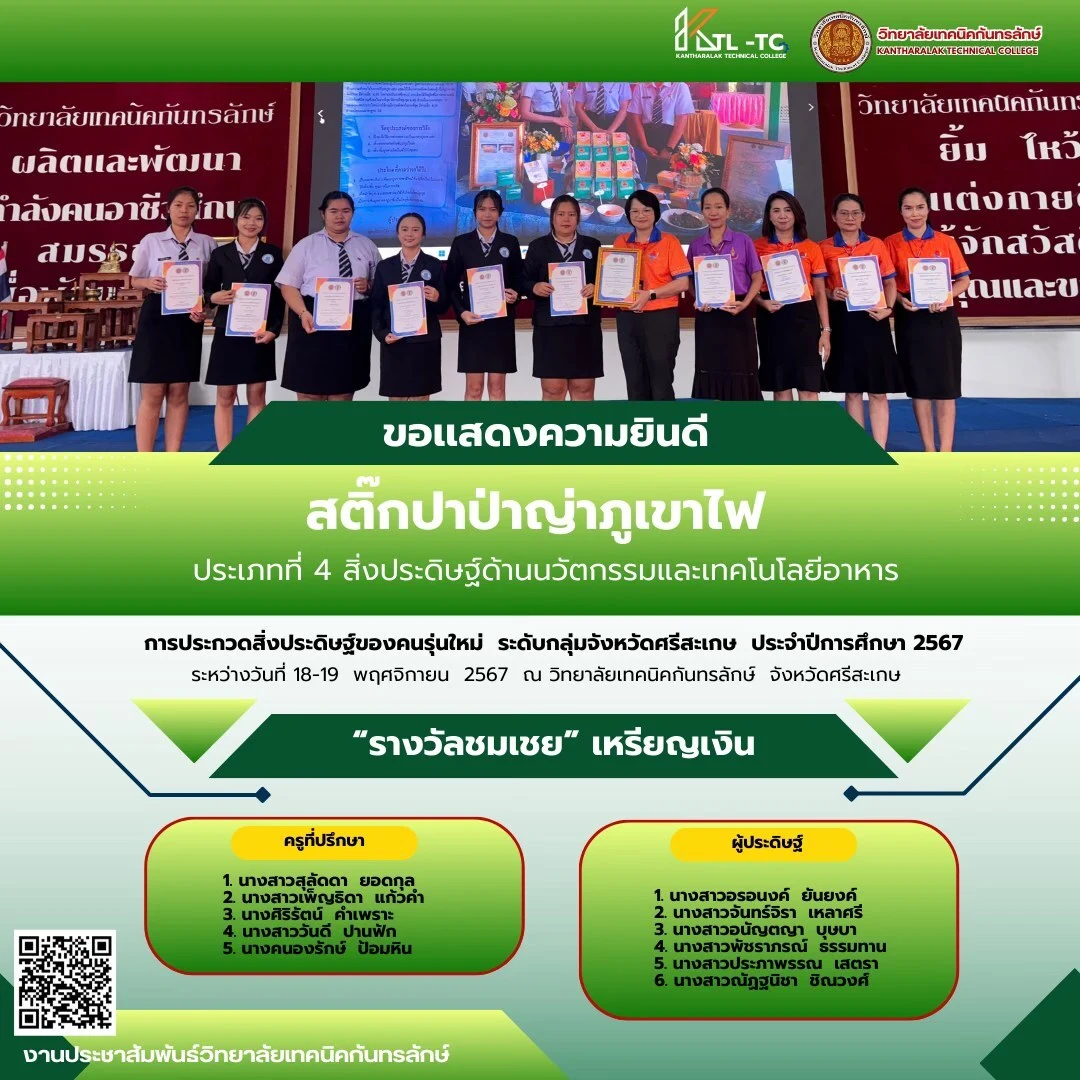 KTL -TC
KANTHARALAK TECHNICAL COLLEGE
วิทยาลัยเทคนิคกันทรลักษ์
KANTHARALAK TECHNICAL COLLEGE
วิทยาลัยเทคนิคกันทรลักษ์
ผลิตและพัฒนา
วิทยาลัยเทคนิคกัน
ยิ้ม ไหว้
แต่งกาย
ขอแสดงความยินดี
สติ๊กปาป่าญ่าภูเขาไฟ
ประเภทที่ 4 สิ่งประดิษฐ์ด้านนวัตกรรมและเทคโนโลยีอาหาร
การประกวดสิ่งประดิษฐ์ของคนรุ่นใหม่ ระดับกลุ่มจังหวัดศรีสะเกษ ประจำปีการศึกษา 2567
ระหว่างวันที่ 18-19 พฤศจิกายน 2567 ณ วิทยาลัยเทคนิคกันทรลักษ์ จังหวัดศรีสะเกษ
“รางวัลชมเชย” เหรียญเงิน
ครูที่ปรึกษา
1. นางสาวสุลัดดา ยอดกุล
2. นางสาวเพ็ญธิดา แก้วคำ
3. นางศิริรัตน์ คำเพราะ
4. นางสาววันดี ปานฟัก
5. นางคนองรักษ์ ป้อมหิน
ผู้ประดิษฐ์
1. นางสาวอรอนงค์ ยันยงค์
2. นางสาวจันทร์จิรา เหลาศรี
3. นางสาวอนัญตญา บุษบา
4. นางสาวพัชราภรณ์ ธรรมทาน
5. นางสาวประภาพรรณ เสตรา
6. นางสาวณัฏฐนิชา ชิณวงศ์
งานประชาสัมพันธ์วิทยาลัยเทคนิคกันทรลักษ์